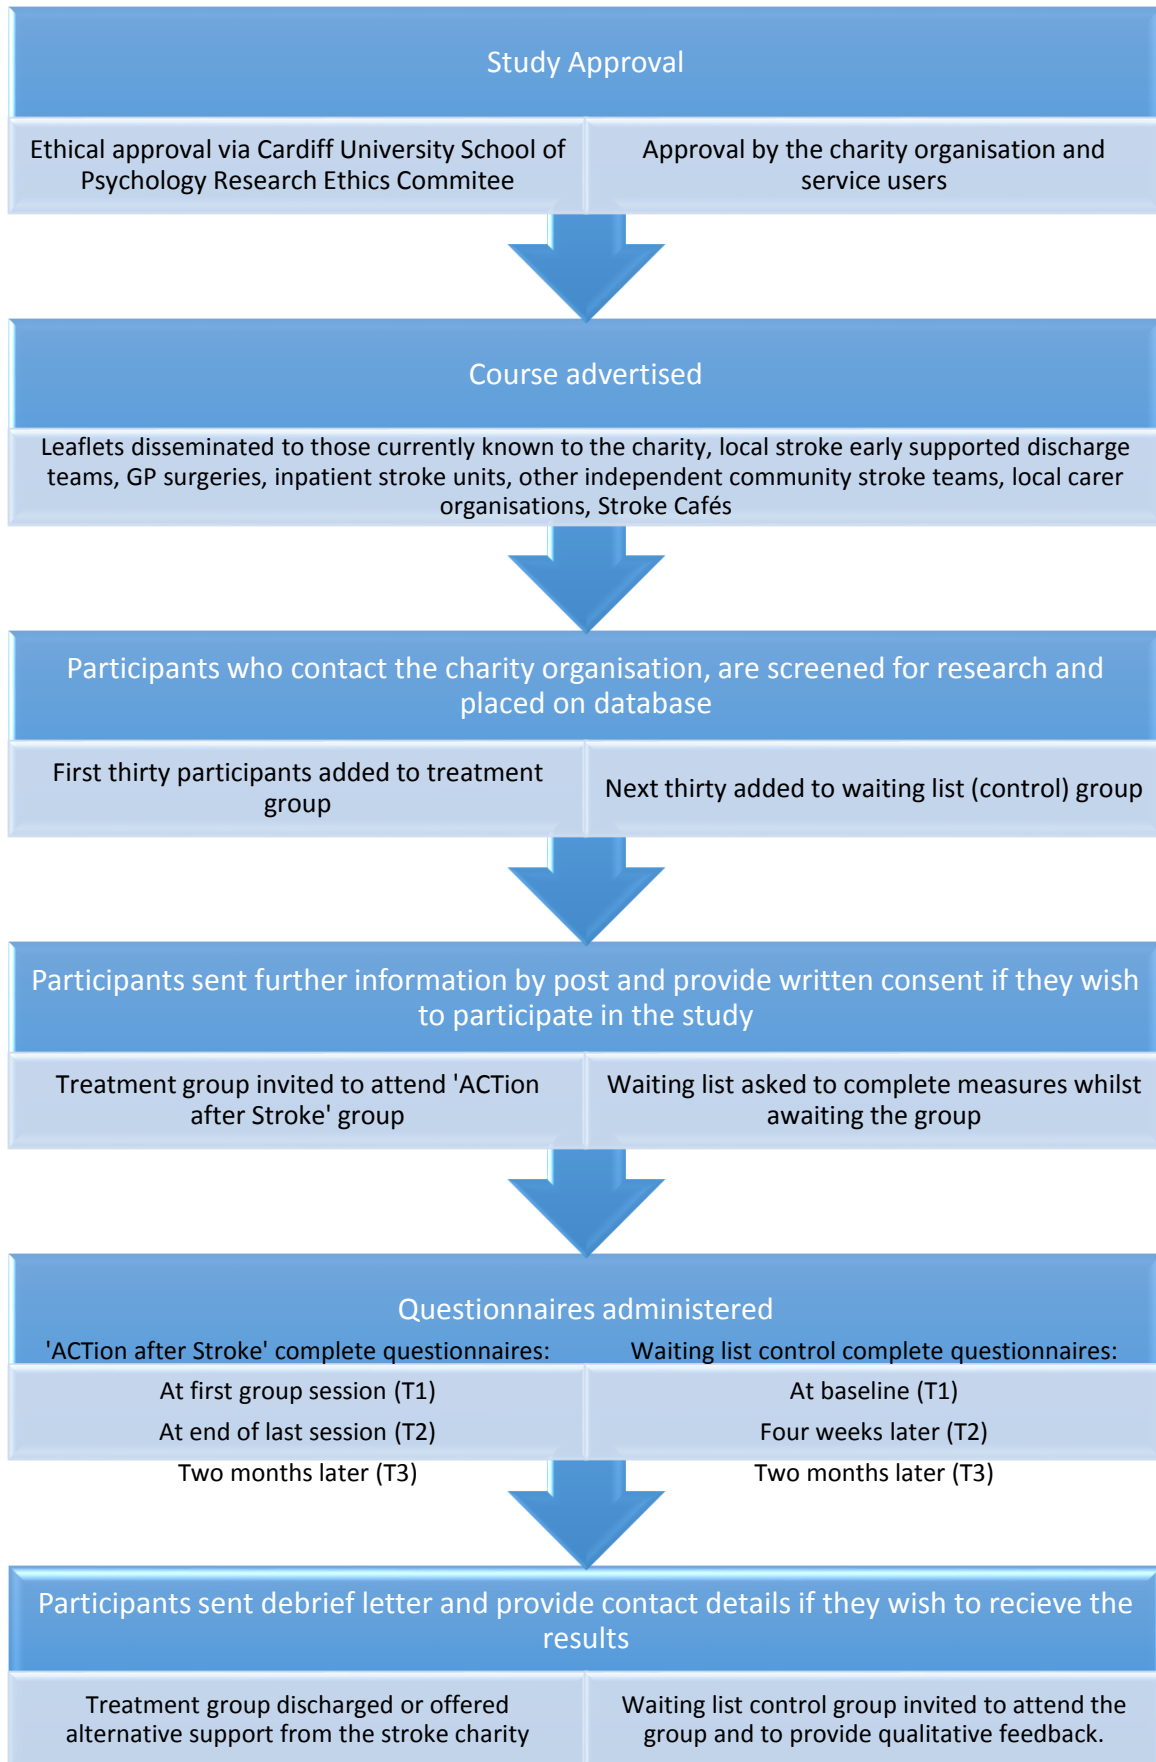 Study Approval
Ethical approval via Cardiff University School of
Psychology Research Ethics Commitee
Approval by the charity organisation and
service users
Course advertised
Leaflets disseminated to those currently known to the charity, local stroke early supported discharge
teams, GP surgeries, inpatient stroke units, other independent community stroke teams, local carer
organisations, Stroke Cafés
Participants who contact the charity organisation, are screened for research and
placed on database
First thirty participants added to treatment
group
Next thirty added to waiting list (control) group
Participants sent further information by post and provide written consent if they wish
to participate in the study
Treatment group invited to attend 'ACTion
after Stroke' group
Waiting list asked to complete measures whilst
awaiting the group
Questionnaires administered
'ACTion after Stroke' complete questionnaires:
At first group session (T1)
At end of last session (T2)
Two months later (T3)
Waiting list control complete questionnaires:
At baseline (T1)
Four weeks later (T2)
Two months later (T3)
Participants sent debrief letter and provide contact details if they wish to recieve the
results
Treatment group discharged or offered
alternative support from the stroke charity
Waiting list control group invited to attend the
group and to provide qualitative feedback.